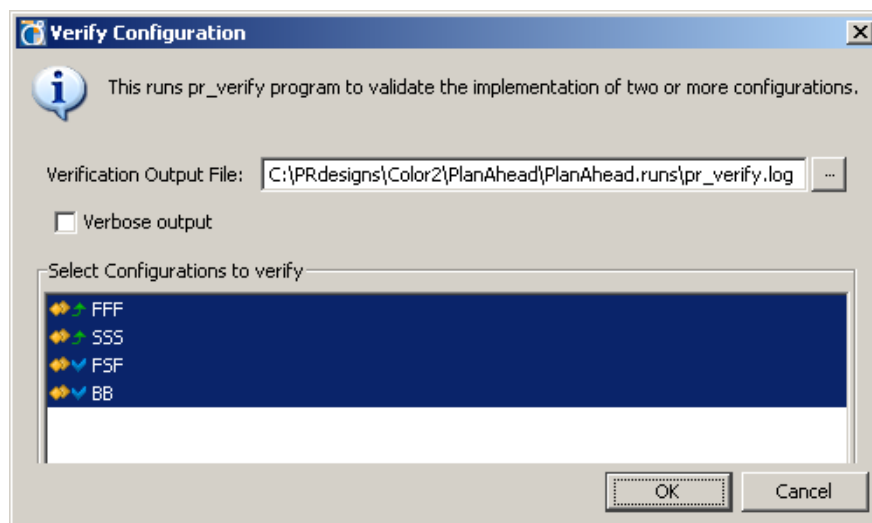 Verify Configuration
This runs pr_verify program to validate the implementation of two or more configurations.
Verification Output File: C:\PRdesigns\Color2\PlanAhead\PlanAhead.runs\pr_verify.log ...
Verbose output
Select Configurations to verify
FFF
SSS
FSF
BB
OK Cancel